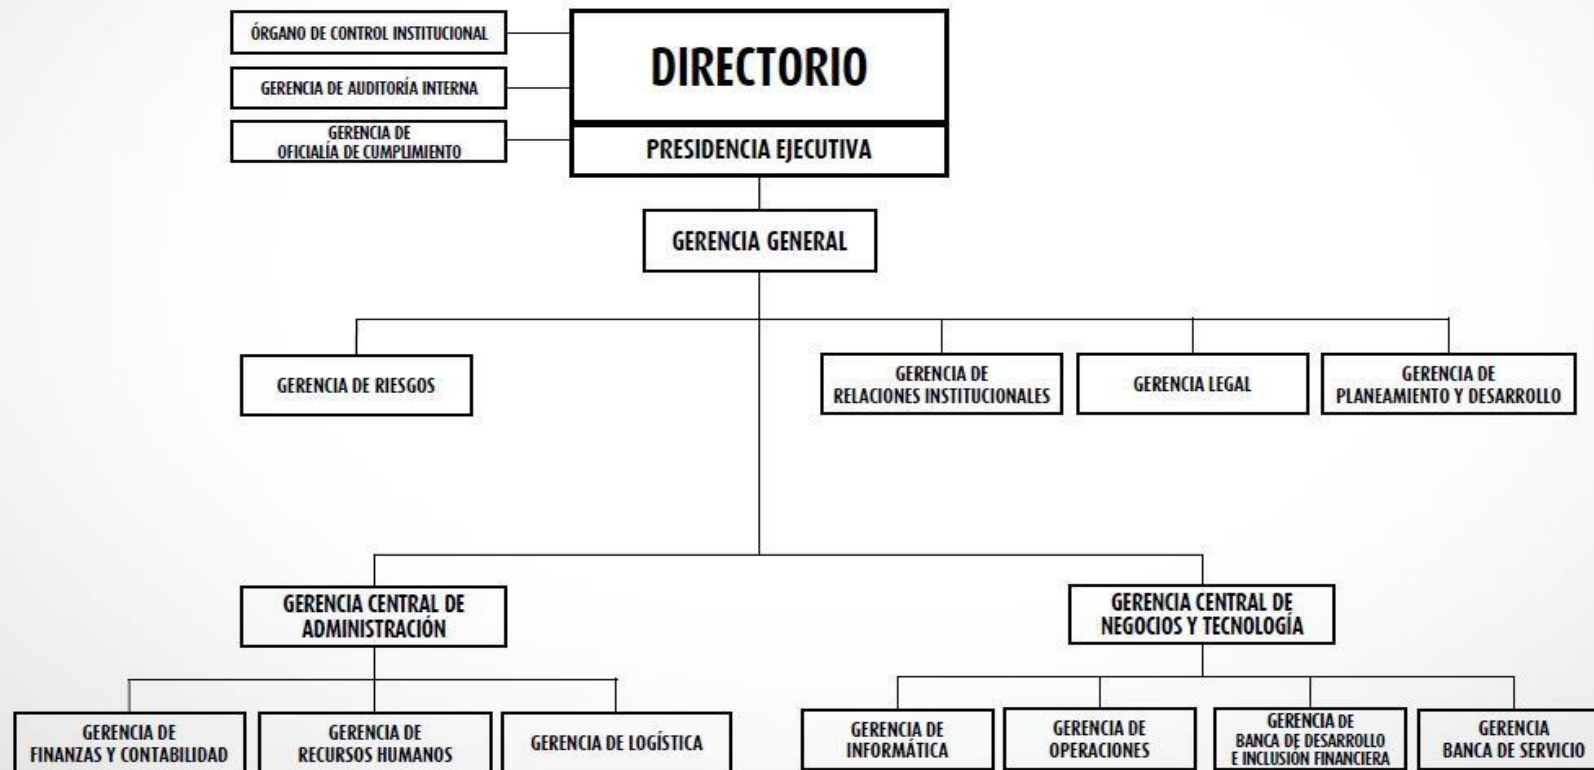 ÓRGANO DE CONTROL INSTITUCIONAL
GERENCIA DE AUDITORÍA INTERNA
GERENCIA DE
OFICIALÍA DE CUMPLIMIENTO
DIRECTORIO
PRESIDENCIA EJECUTIVA
GERENCIA GENERAL
GERENCIA DE RIESGOS
GERENCIA DE
RELACIONES INSTITUCIONALES
GERENCIA LEGAL
GERENCIA DE
PLANEAMIENTO Y DESARROLLO
GERENCIA CENTRAL DE
ADMINISTRACIÓN
GERENCIA CENTRAL DE
NEGOCIOS Y TECNOLOGÍA
GERENCIA DE
FINANZAS Y CONTABILIDAD
GERENCIA DE
RECURSOS HUMANOS
GERENCIA DE LOGÍSTICA
GERENCIA DE
INFORMÁTICA
GERENCIA DE
OPERACIONES
GERENCIA DE
BANCA DE DESARROLLO
E INCLUSIÓN FINANCIERA
GERENCIA
BANCA DE SERVICIO